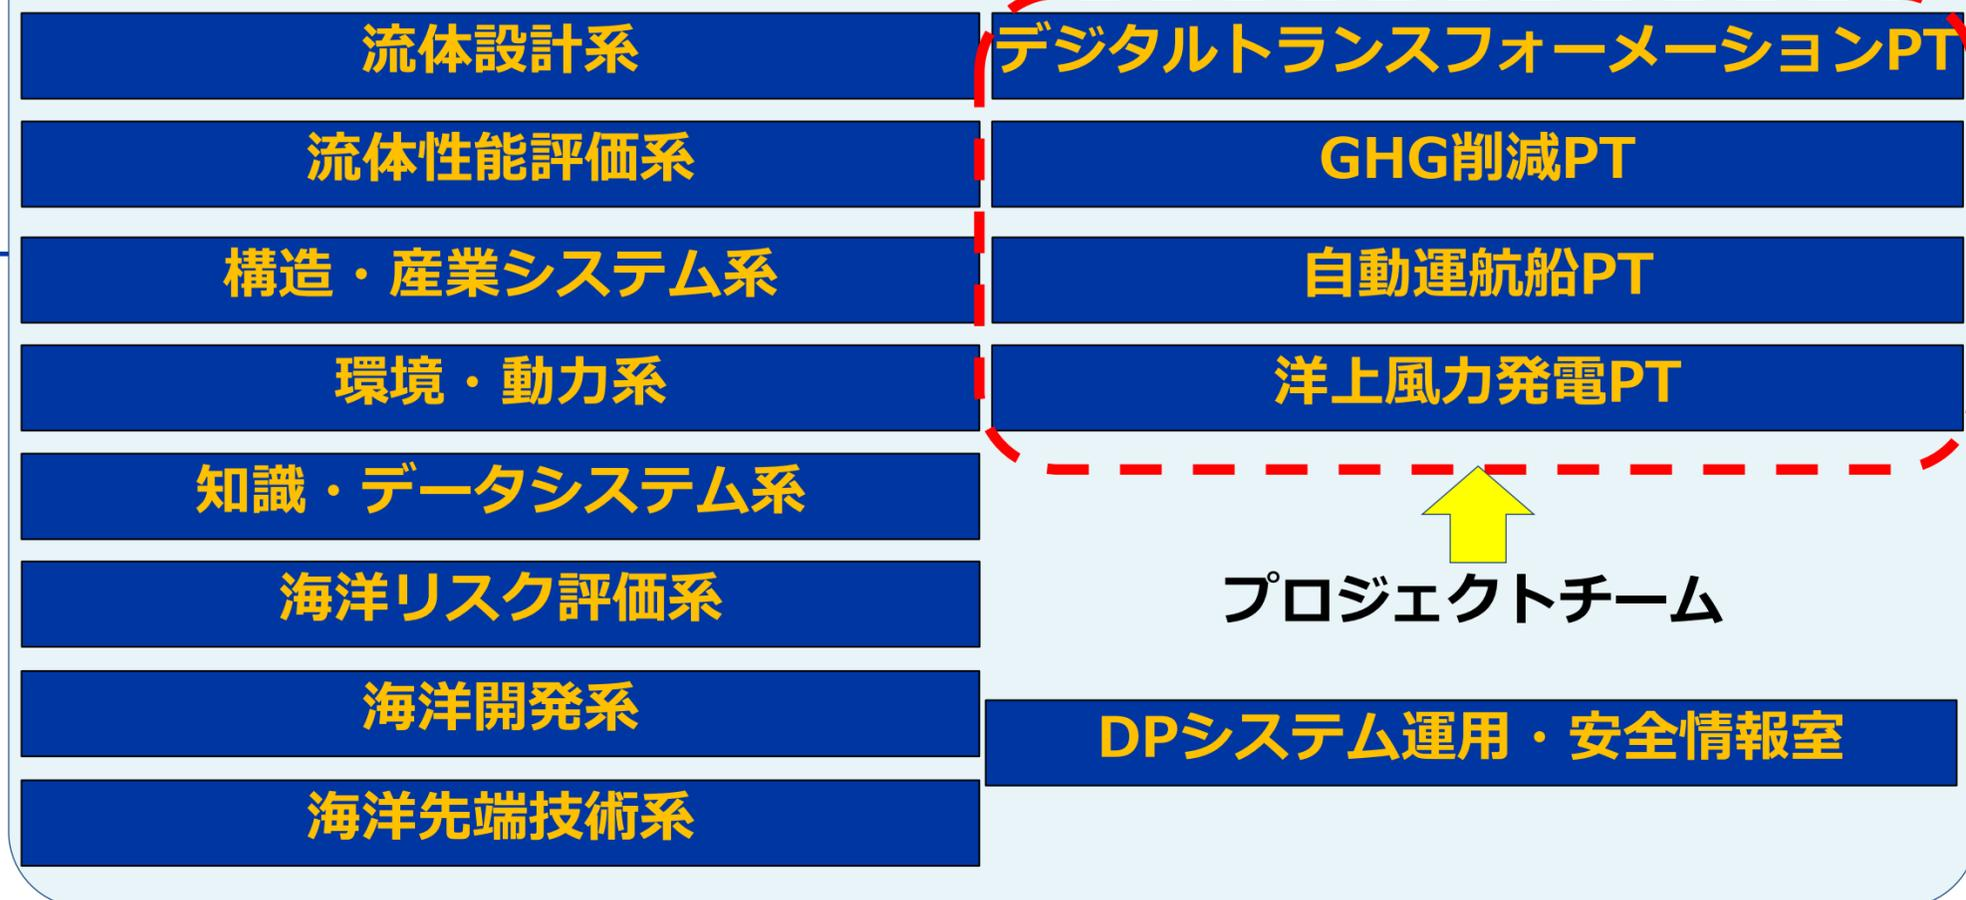 流体設計系
流体性能評価系
構造・産業システム系
環境・動力系
知識・データシステム系
海洋リスク評価系
海洋開発系
海洋先端技術系
デジタルトランスフォーメーションPT
GHG削減PT
自動運航船PT
洋上風力発電PT
プロジェクトチーム
DPシステム運用・安全情報室